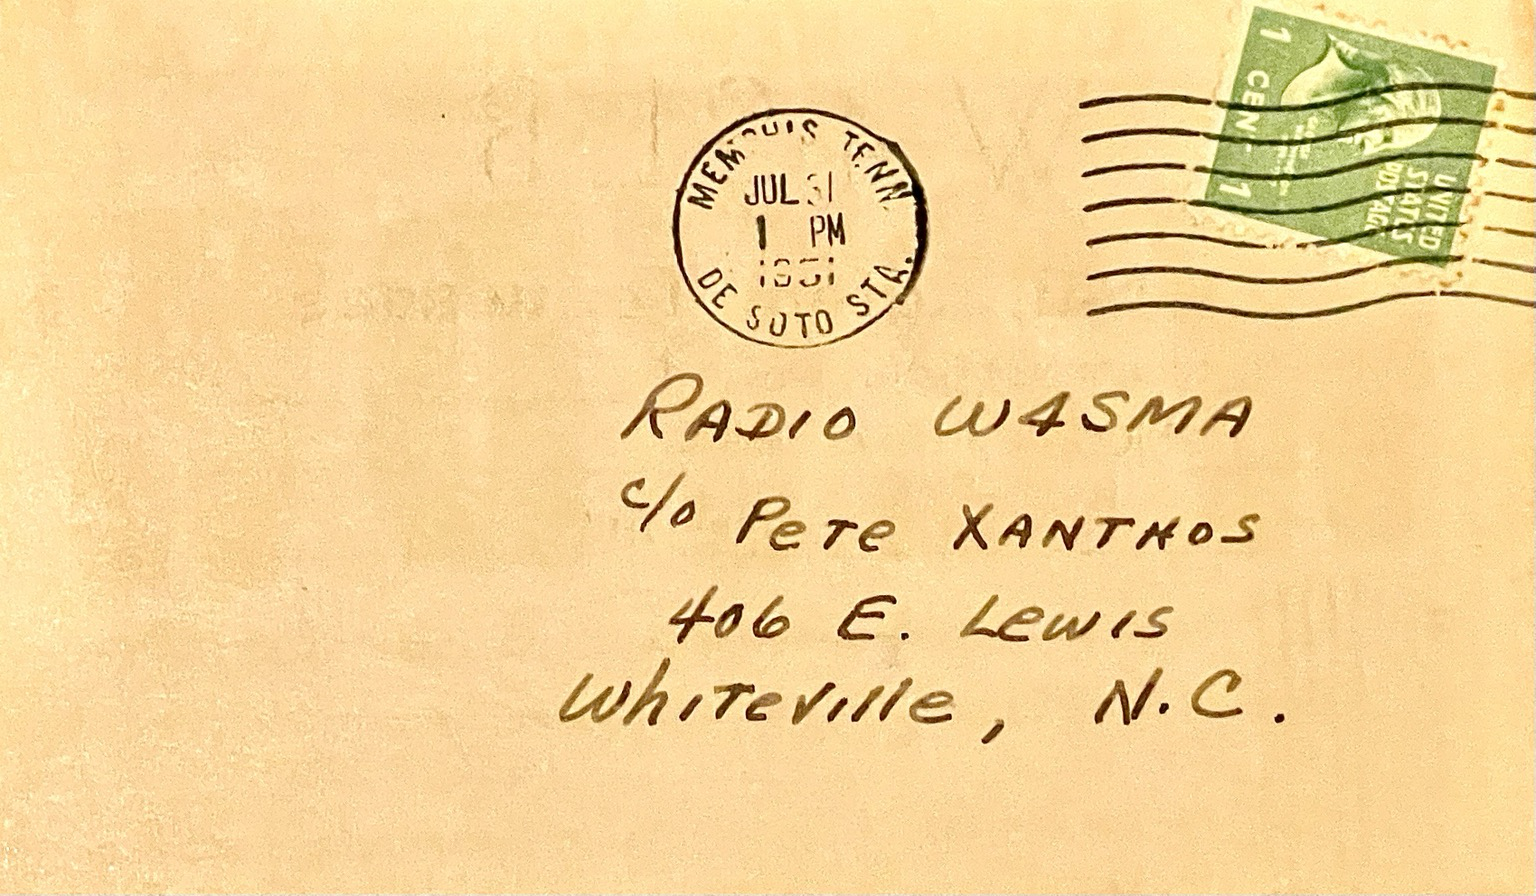 MEMPHIS TENN.
JUL 31
1 PM
1951
DE SOTO STA.
1 CENT 1
UNITED
STATES
POSTAGE
RADIO W4SMA
c/o Pete XANTHOS
406 E. Lewis
Whiteville, N.C.